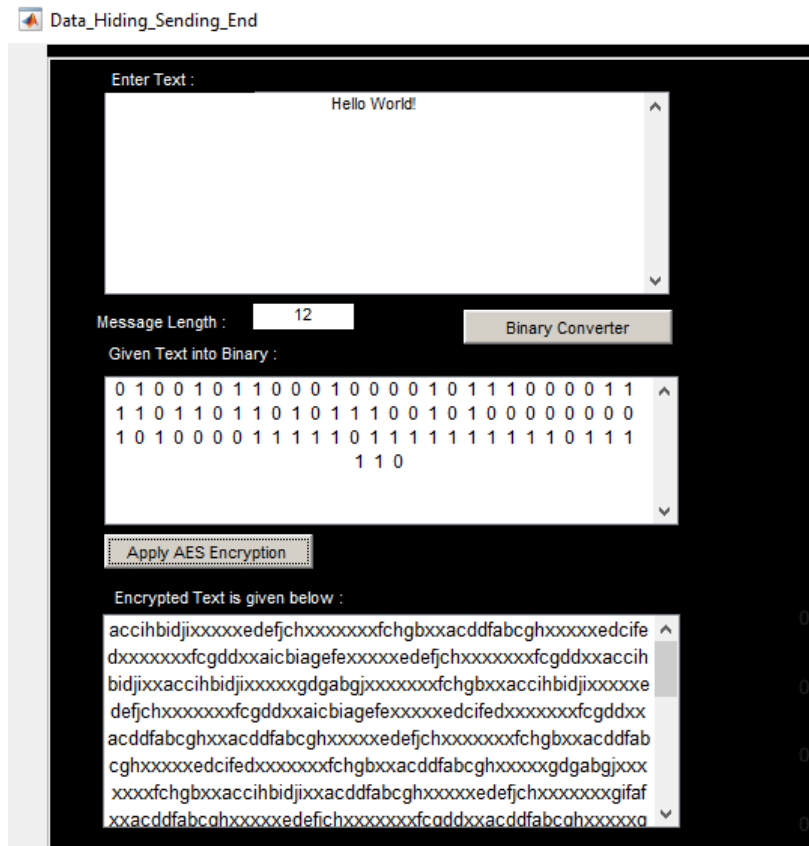 Data_Hiding_Sending_End
Enter Text :
Hello World!
Message Length :
12
Binary Converter
Given Text into Binary :
0 1 0 0 1 0 1 1 0 0 0 1 0 0 0 0 1 0 1 1 1 0 0 0 0 1 1
1 1 0 1 1 0 1 1 0 1 0 1 1 1 0 0 1 0 1 0 0 0 0 0 0 0 0
1 0 1 0 0 0 0 1 1 1 1 1 0 1 1 1 1 1 1 1 1 1 1 0 1 1 1
1 1 0
Apply AES Encryption
Encrypted Text is given below :
accihbidjixxxxxedefjchxxxxxxxfchgbxxacddfabcghxxxxxedcife
dxxxxxxxfcgddxxaicbiagefexxxxxedefjchxxxxxxxfcgddxxaccih
bidjixxaccihbidjixxxxxgdgabgjxxxxxxxfchgbxxaccihbidjixxxxxe
defjchxxxxxxxfcgddxxaicbiagefexxxxxedcifedxxxxxxxfcgddxx
acddfabcghxxacddfabcghxxxxxedefjchxxxxxxxfchgbxxacddfab
cghxxxxxedcifedxxxxxxxfchgbxxacddfabcghxxxxxgdgabgjxxx
xxxxfchgbxxaccihbidjixxacddfabcghxxxxxedefjchxxxxxxxgifaf
xxacddfabcghxxxxxedefjchxxxxxxxfcgddxxacddfabcghxxxxxg
0
0
0
0